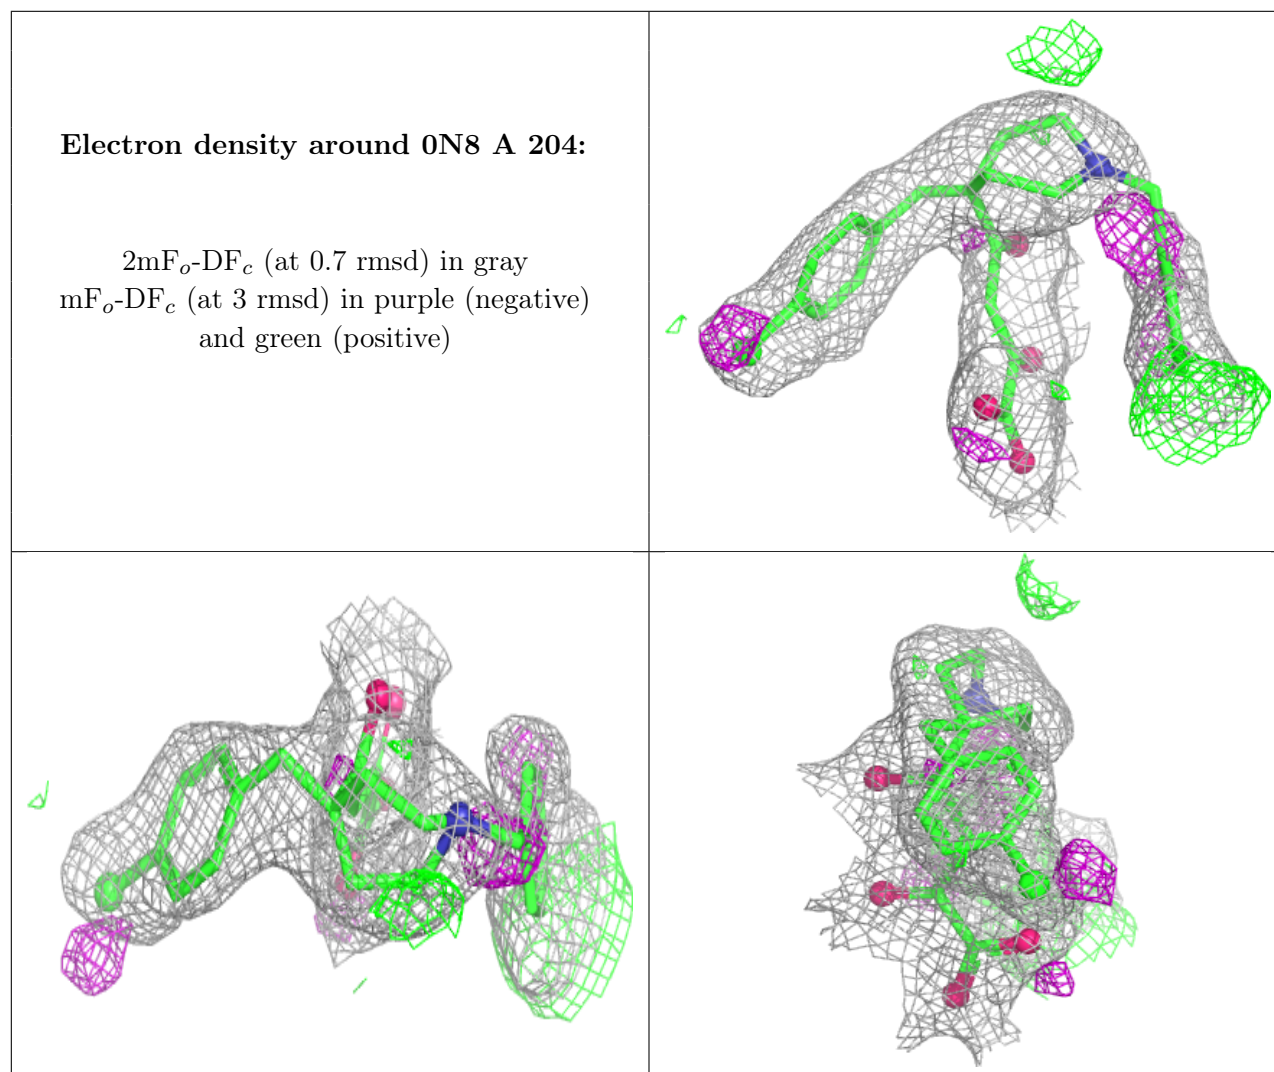 Electron density around 0N8 A 204:
2mFₒ-DF𝒸 (at 0.7 rmsd) in gray
mFₒ-DF𝒸 (at 3 rmsd) in purple (negative)
and green (positive)